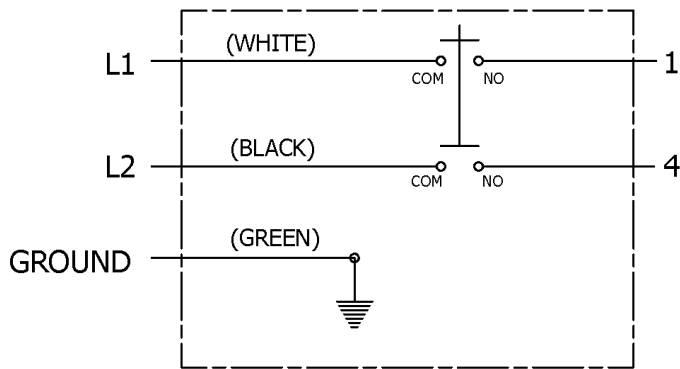 L1 (WHITE) 1
COM NO
L2 (BLACK) 4
COM NO
GROUND (GREEN)